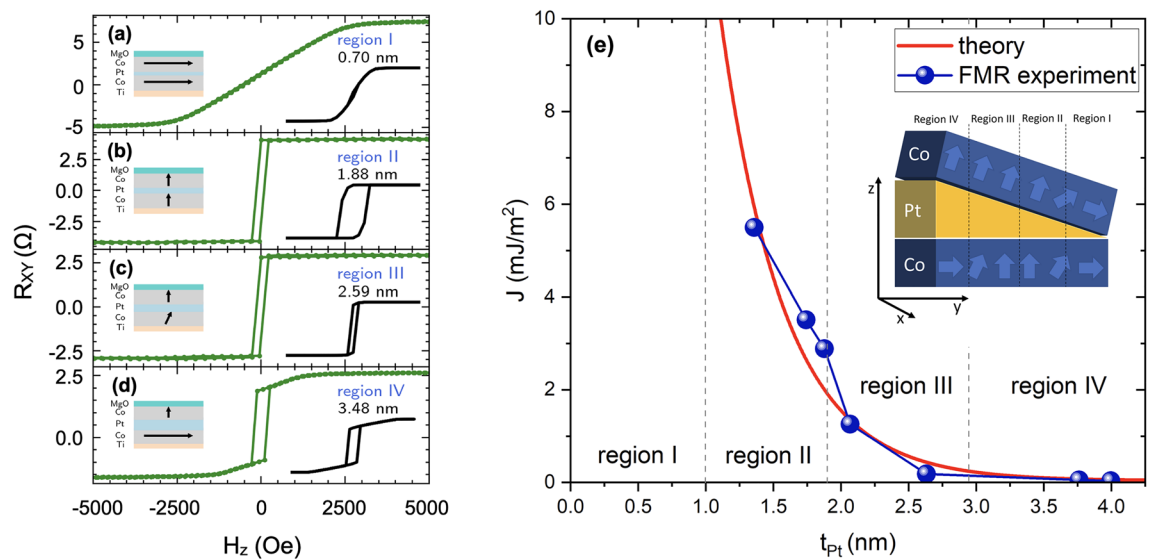 (a)
region I
0.70 nm
MgO
Co
Pt
Co
Ti
7.5
5
0
-5
(b)
region II
1.88 nm
MgO
Co
Pt
Co
Ti
2.5
0.0
-2.5
(c)
region III
2.59 nm
MgO
Co
Pt
Co
Ti
2.5
0.0
-2.5
(d)
region IV
3.48 nm
MgO
Co
Pt
Co
Ti
2.5
0.0
-5000 -2500 0 2500 5000
Hz (Oe)
RXY (Ω)
(e)
theory
FMR experiment
Region IV Region III Region II Region I
Co
Pt
Co
z
x
y
region I
region II
region III
region IV
10
8
6
4
2
0
0.0 0.5 1.0 1.5 2.0 2.5 3.0 3.5 4.0
tPt (nm)
J (mJ/m²)